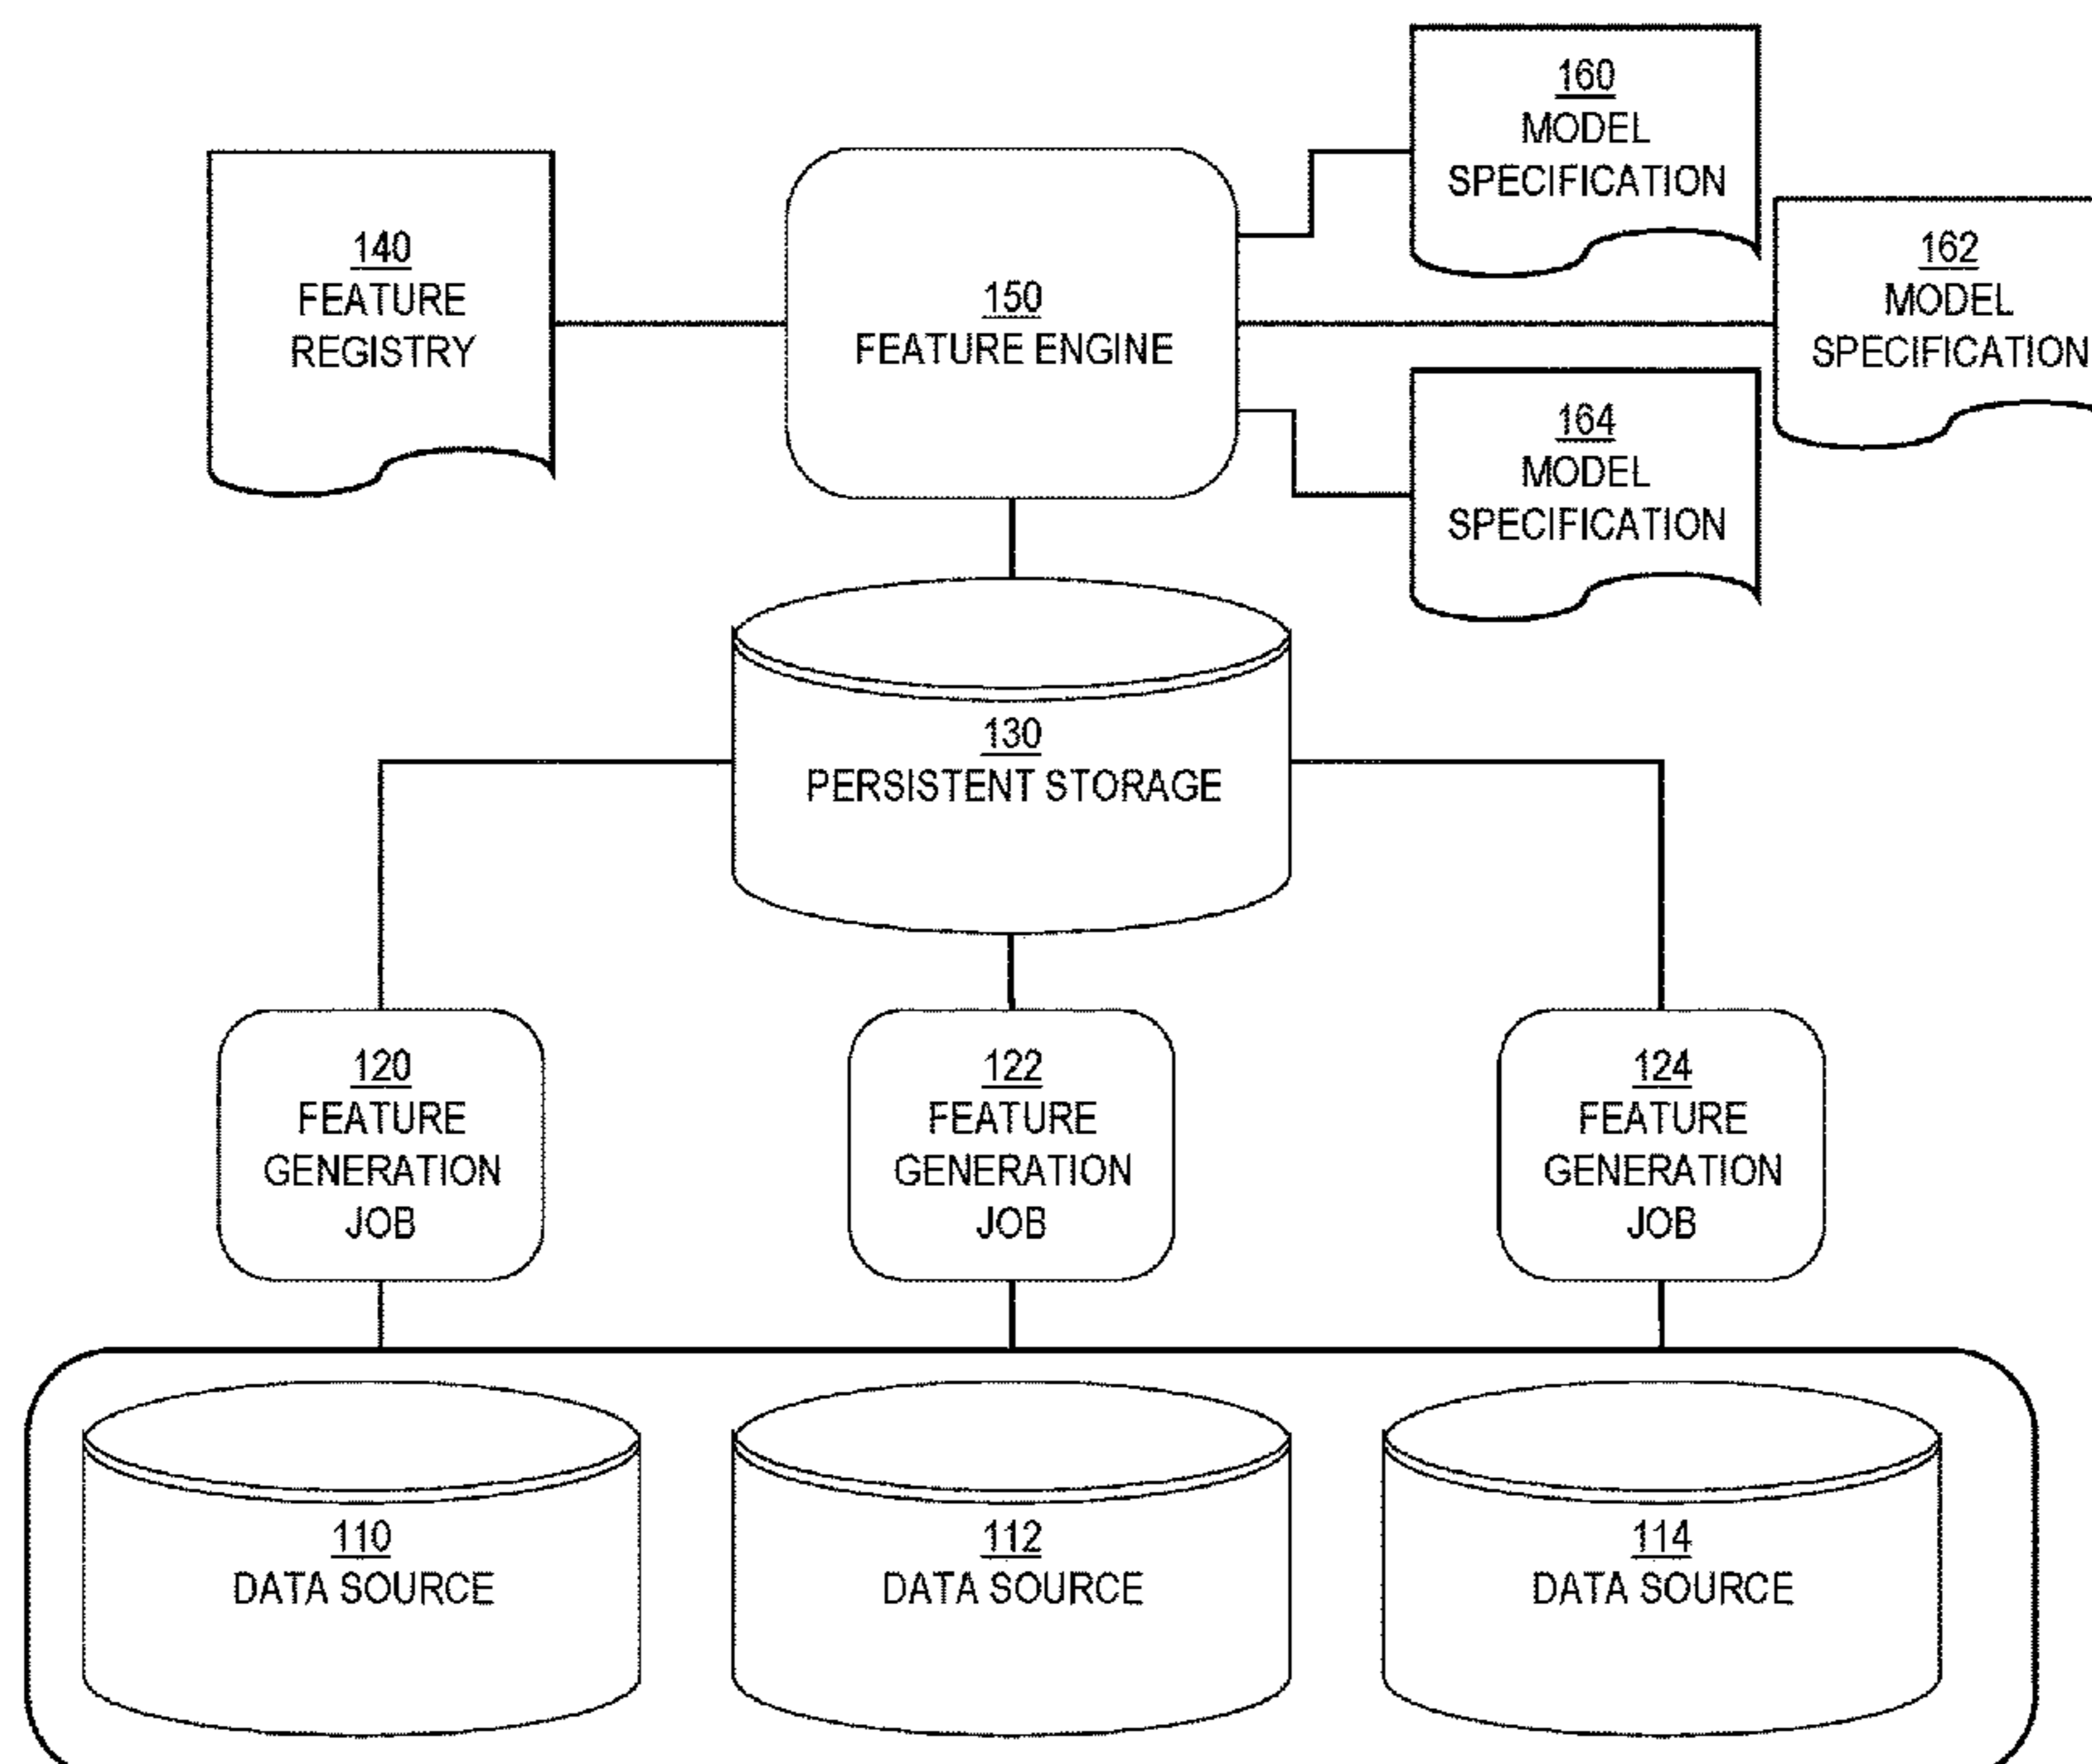 160
MODEL
SPECIFICATION
140
FEATURE
REGISTRY
150
FEATURE ENGINE
162
MODEL
SPECIFICATION
164
MODEL
SPECIFICATION
130
PERSISTENT STORAGE
120
FEATURE
GENERATION
JOB
122
FEATURE
GENERATION
JOB
124
FEATURE
GENERATION
JOB
110
DATA SOURCE
112
DATA SOURCE
114
DATA SOURCE